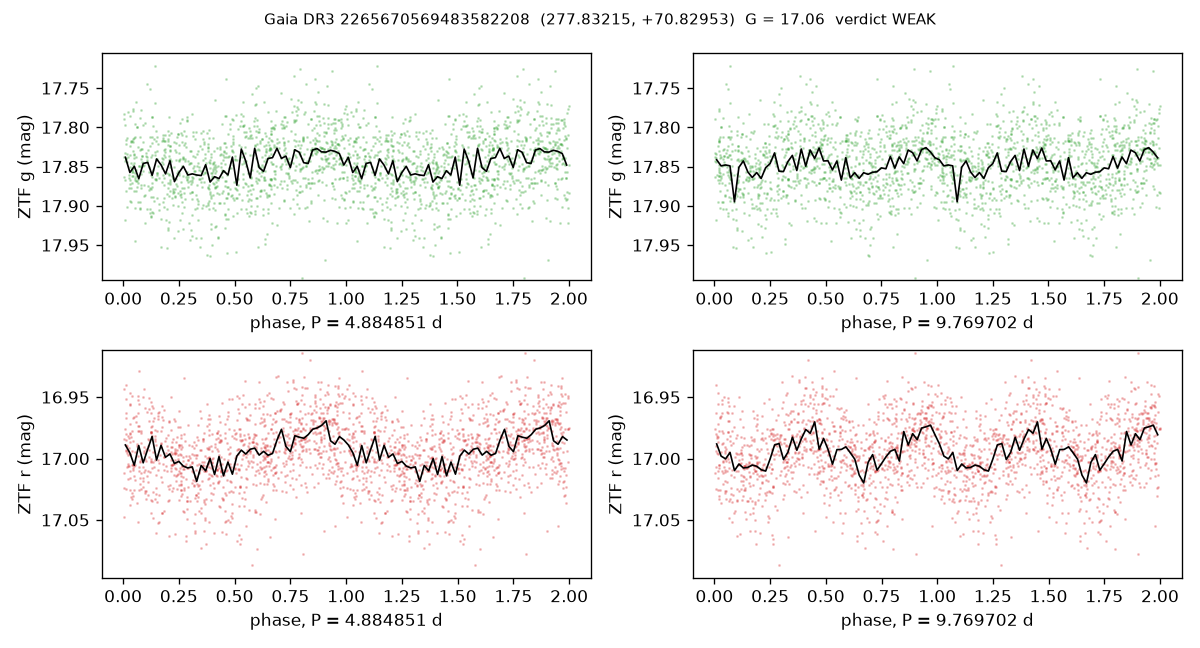 Gaia DR3 2265670569483582208 (277.83215, +70.82953) G = 17.06 verdict WEAK
ZTF g (mag)
17.75
17.80
17.85
17.90
17.95
0.00 0.25 0.50 0.75 1.00 1.25 1.50 1.75 2.00
phase, P = 4.884851 d
ZTF g (mag)
17.75
17.80
17.85
17.90
17.95
0.00 0.25 0.50 0.75 1.00 1.25 1.50 1.75 2.00
phase, P = 9.769702 d
ZTF r (mag)
16.95
17.00
17.05
0.00 0.25 0.50 0.75 1.00 1.25 1.50 1.75 2.00
phase, P = 4.884851 d
ZTF r (mag)
16.95
17.00
17.05
0.00 0.25 0.50 0.75 1.00 1.25 1.50 1.75 2.00
phase, P = 9.769702 d